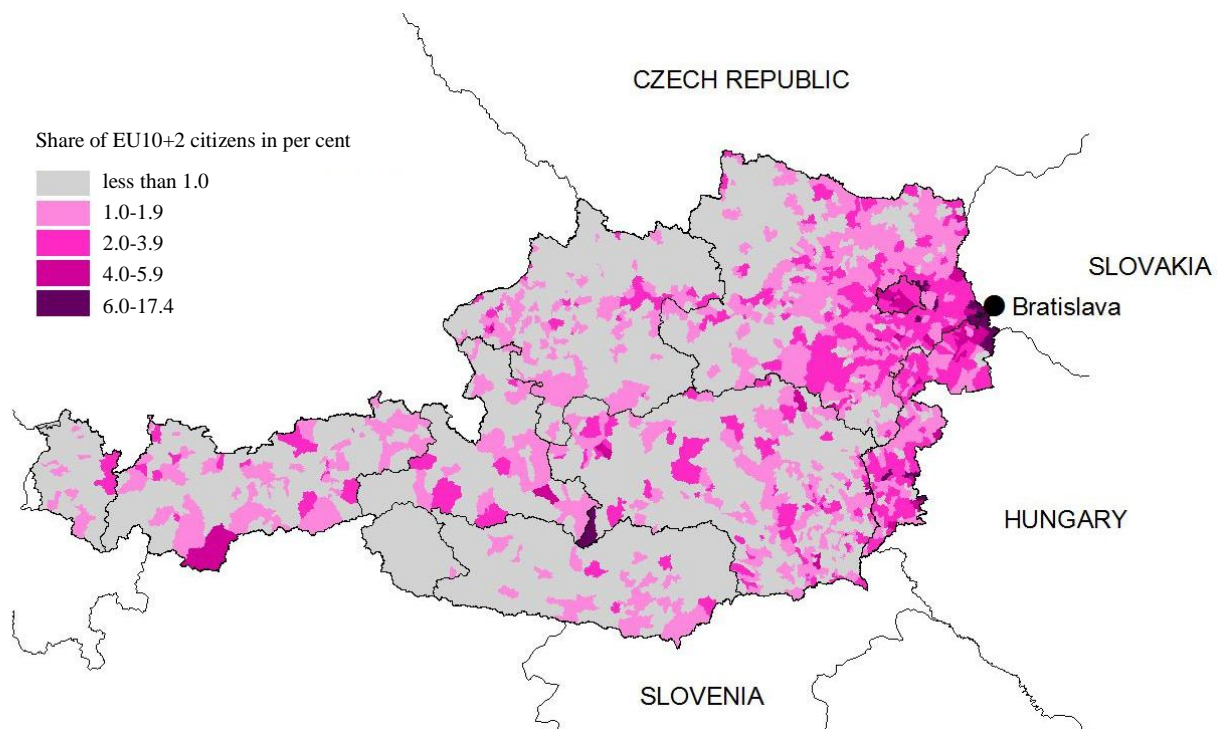 CZECH REPUBLIC
Share of EU10+2 citizens in per cent
less than 1.0
1.0-1.9
2.0-3.9
4.0-5.9
6.0-17.4
SLOVAKIA
Bratislava
HUNGARY
SLOVENIA